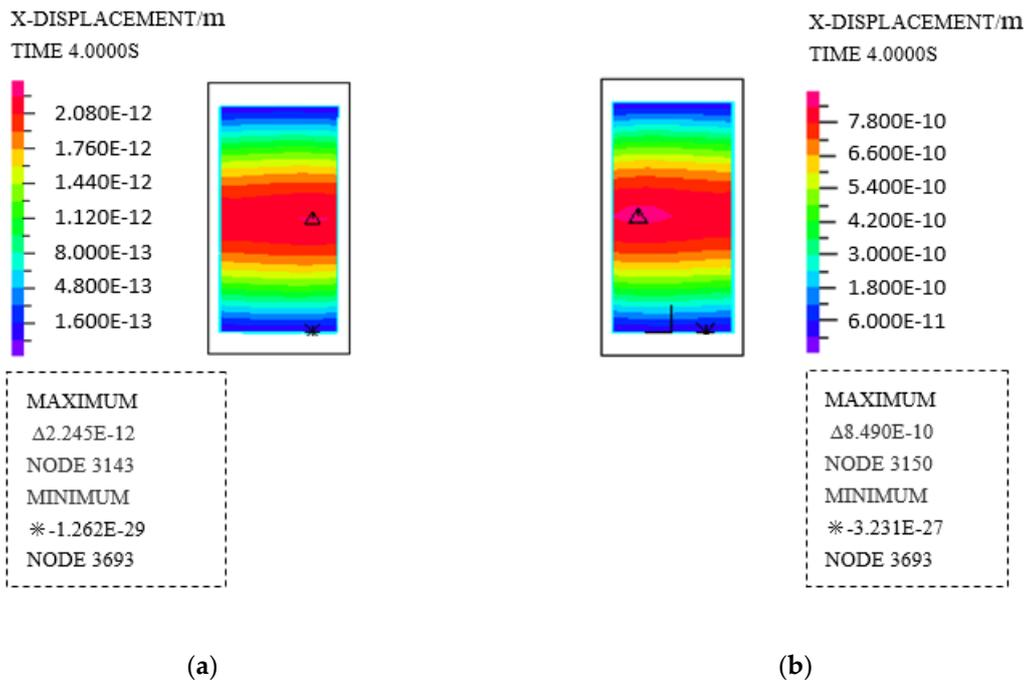 X-DISPLACEMENT/m
TIME 4.0000S
2.080E-12
1.760E-12
1.440E-12
1.120E-12
8.000E-13
4.800E-13
1.600E-13
MAXIMUM
Δ2.245E-12
NODE 3143
MINIMUM
✳-1.262E-29
NODE 3693
(a)
X-DISPLACEMENT/m
TIME 4.0000S
7.800E-10
6.600E-10
5.400E-10
4.200E-10
3.000E-10
1.800E-10
6.000E-11
MAXIMUM
Δ8.490E-10
NODE 3150
MINIMUM
✳-3.231E-27
NODE 3693
(b)